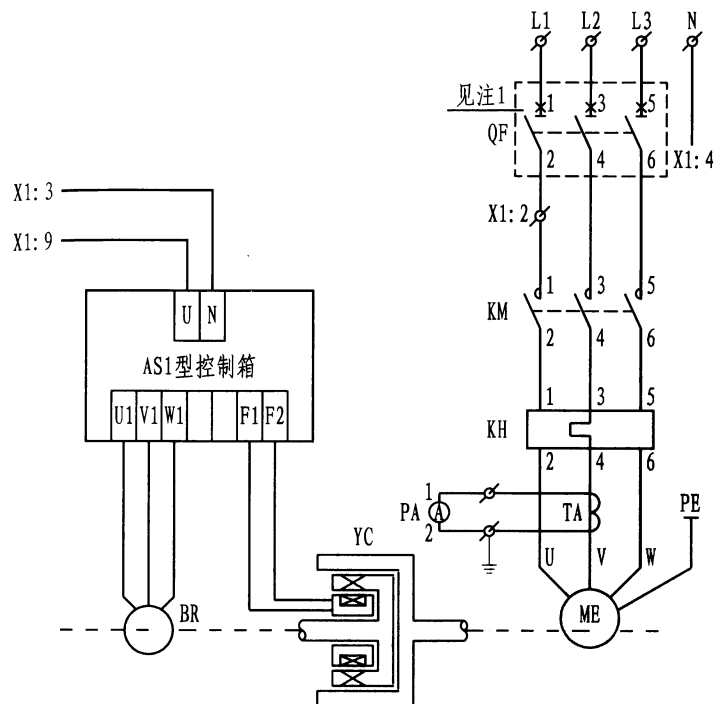 L1 L2 L3 N
见注1
1 3 5
QF
2 4 6 X1:4
X1:3
X1:2
X1:9
1 3 5
U N
KM
2 4 6
AS1型控制箱
1 3 5
U1 V1 W1 F1 F2
KH
2 4 6
1
PA A TA PE
2
YC
U V W
BR
ME